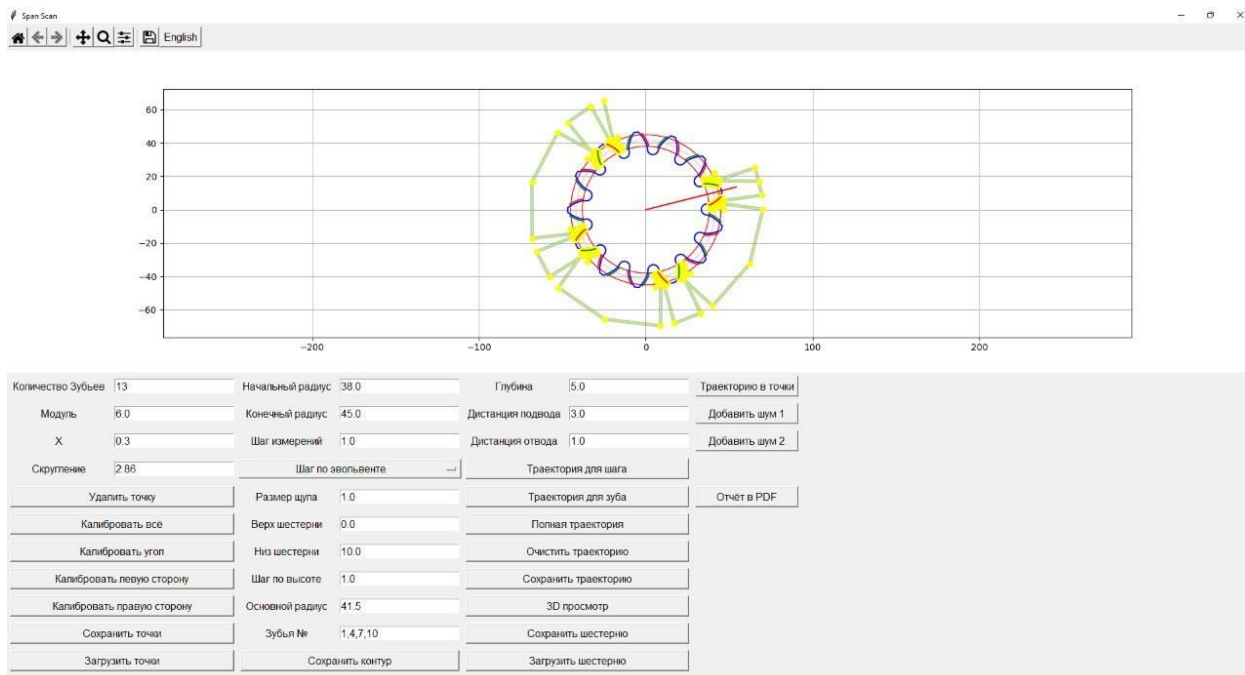 Span Scan
English
60
40
20
0
−20
−40
−60
−200 −100 0 100 200
Количество Зубьев 13 Начальный радиус 38.0 Глубина 5.0 Траекторию в точки
Модуль 6.0 Конечный радиус 45.0 Дистанция подвода 3.0 Добавить шум 1
X 0.3 Шаг измерений 1.0 Дистанция отвода 1.0 Добавить шум 2
Скругление 2.86 Шаг по эвольвенте Траектория для шага
Удалить точку Размер щупа 1.0 Траектория для зуба Отчёт в PDF
Калибровать всё Верх шестерни 0.0 Полная траектория
Калибровать угол Низ шестерни 10.0 Очистить траекторию
Калибровать левую сторону Шаг по высоте 1.0 Сохранить траекторию
Калибровать правую сторону Основной радиус 41.5 3D просмотр
Сохранить точки Зубья № 1,4,7,10 Сохранить шестерню
Загрузить точки Сохранить контур Загрузить шестерню